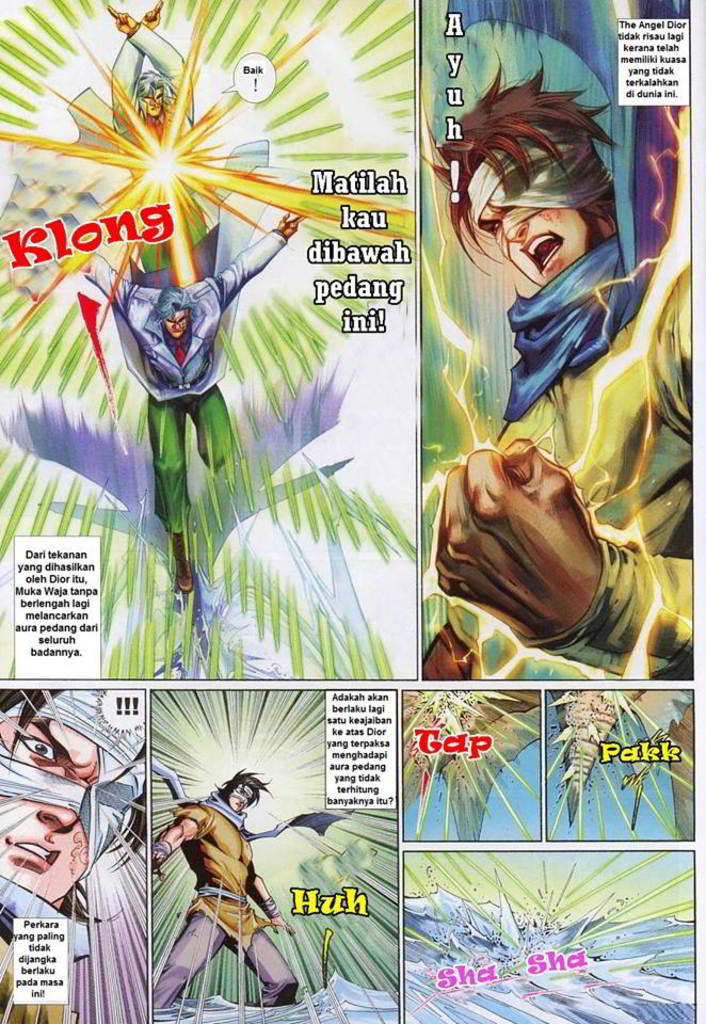 Baik
!
Klong
Matilah
kau
dibawah
pedang
ini!
Dari tekanan
yang dihasilkan
oleh Dior itu,
Muka Waja tanpa
berlengah lagi
melancarkan
aura pedang dari
seluruh
badannya.
The Angel Dior
tidak risau lagi
kerana telah
memiliki kuasa
yang tidak
terkalahkan
di dunia ini.
Ayuh!
!!!
Perkara
yang paling
tidak
dijangka
berlaku
pada masa
ini!
Adakah akan
berlaku lagi
satu keajaiban
ke atas Dior
yang terpaksa
menghadapi
aura pedang
yang tidak
terhitung
banyaknya itu?
Huh
Tap
Pakk
Sha Sha